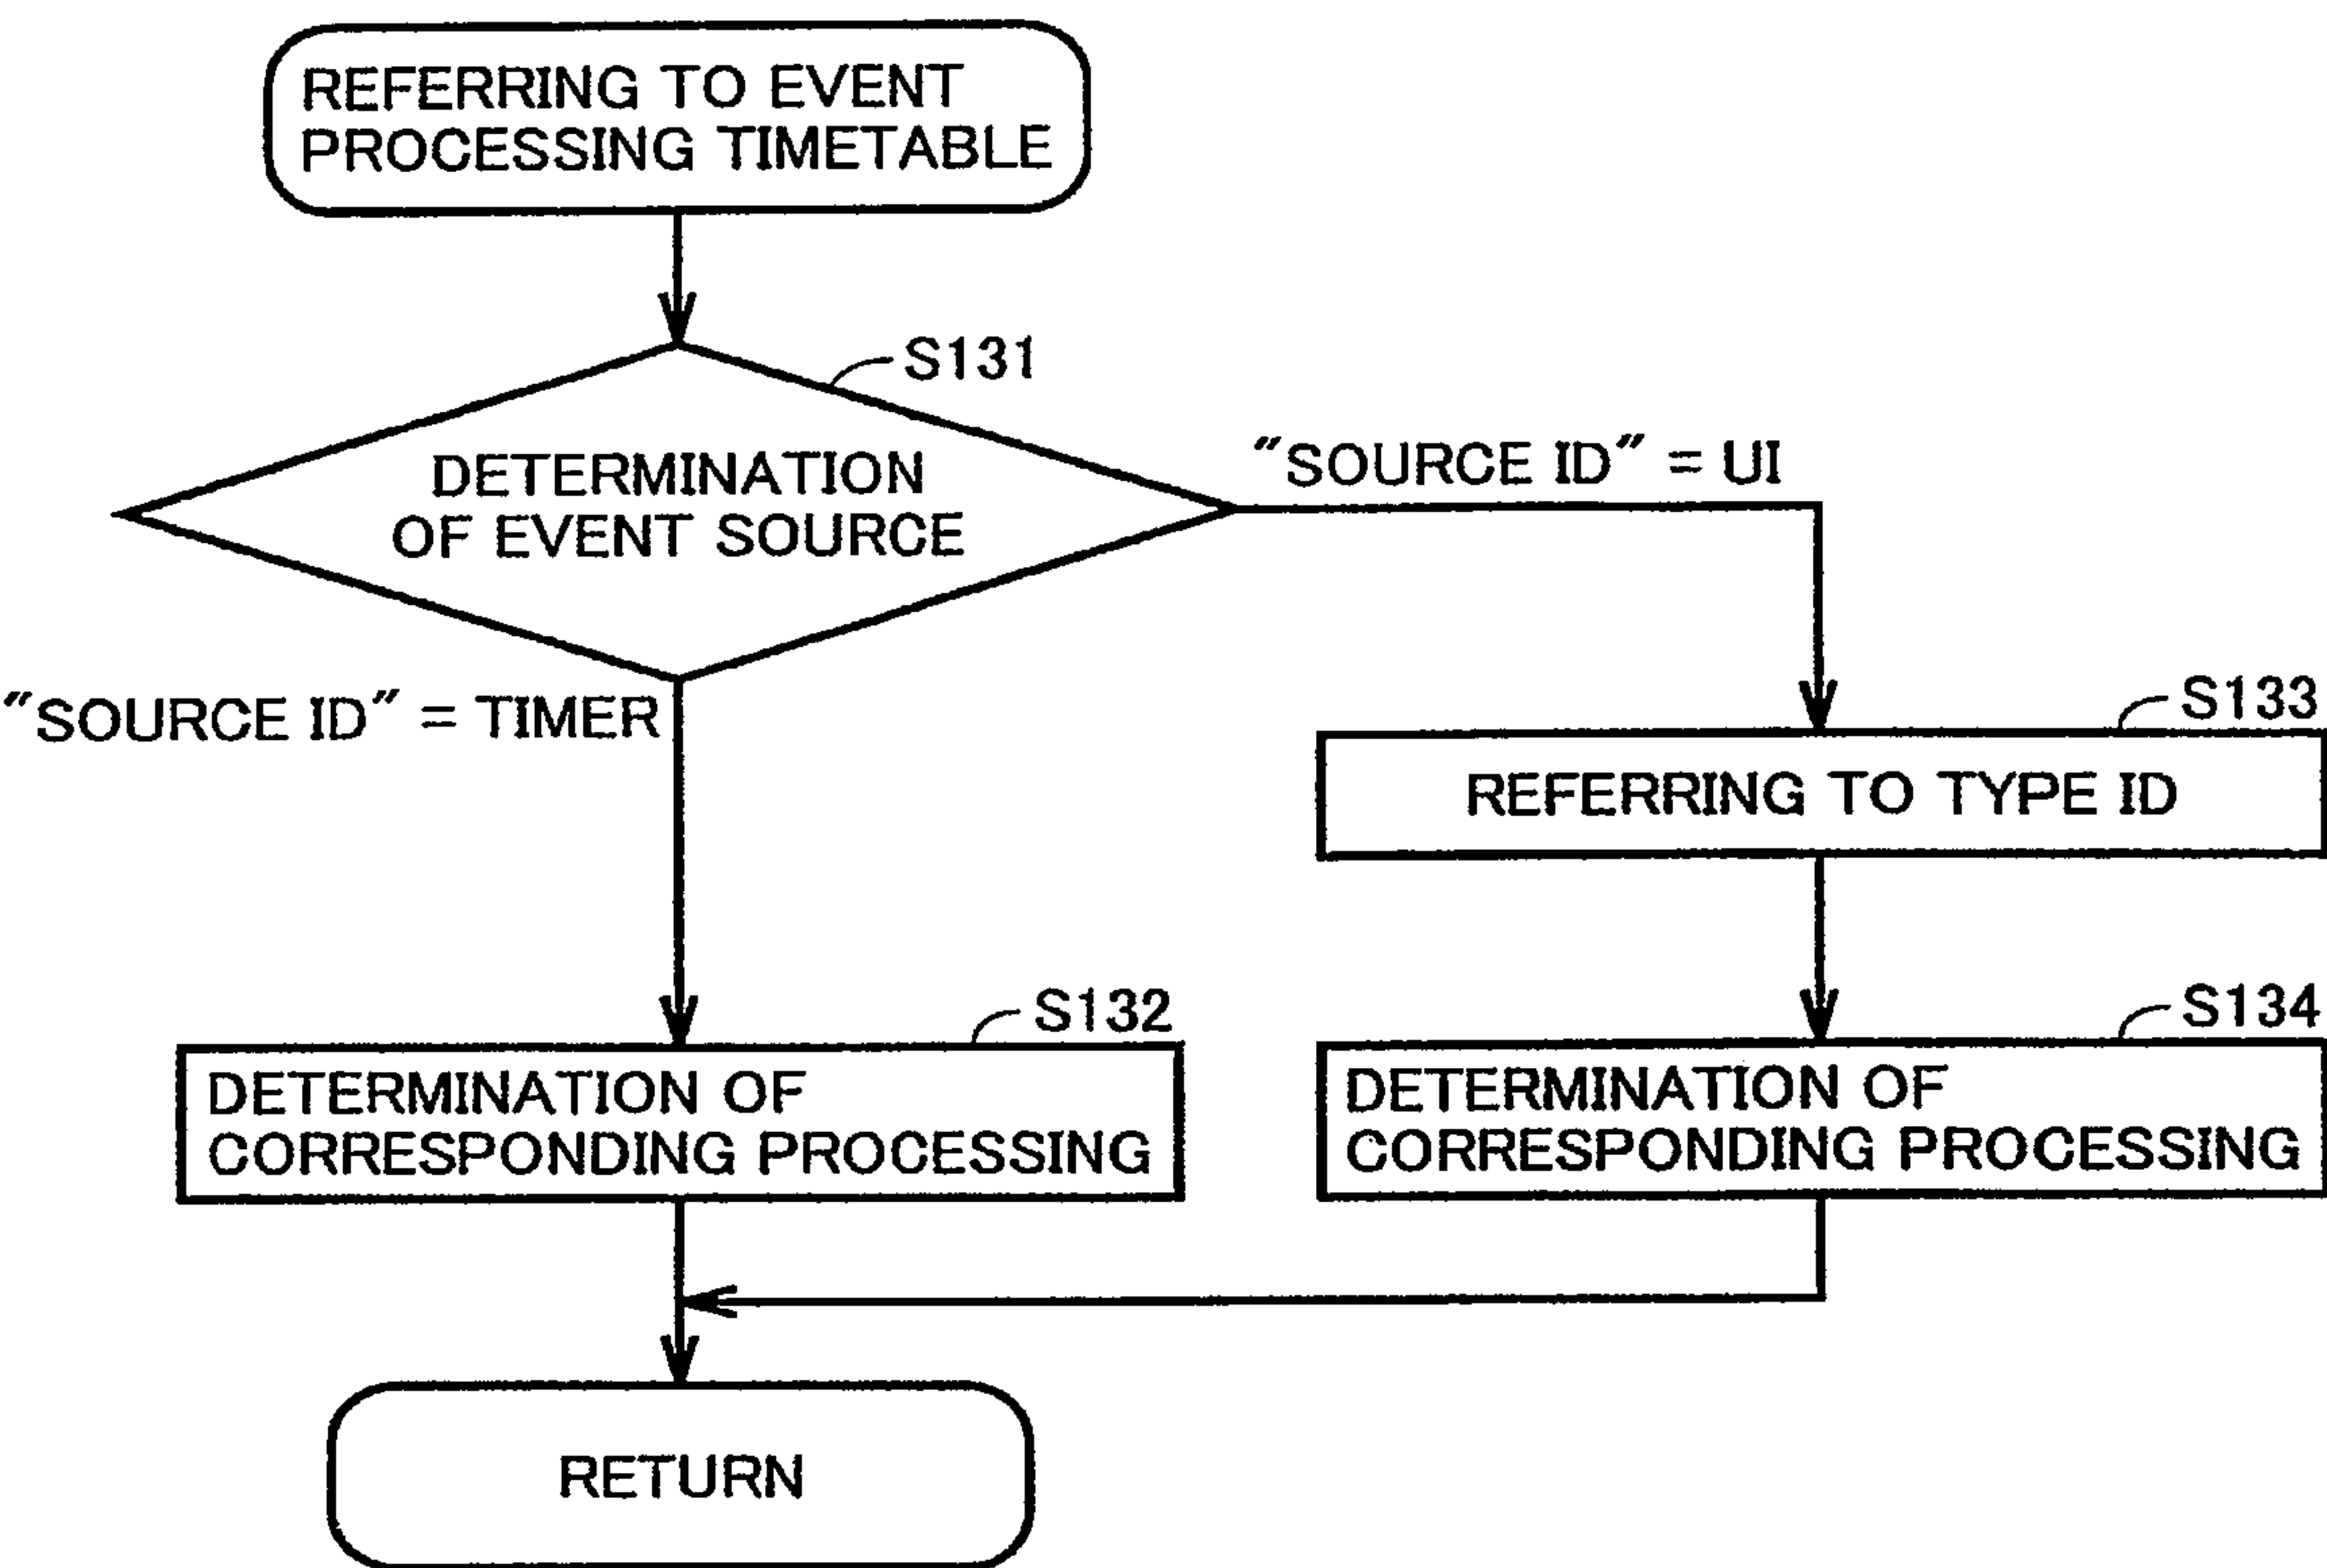 REFERRING TO EVENT
PROCESSING TIMETABLE
S131
DETERMINATION
OF EVENT SOURCE
"SOURCE ID" = UI
"SOURCE ID" = TIMER
S133
REFERRING TO TYPE ID
S132
DETERMINATION OF
CORRESPONDING PROCESSING
S134
DETERMINATION OF
CORRESPONDING PROCESSING
RETURN